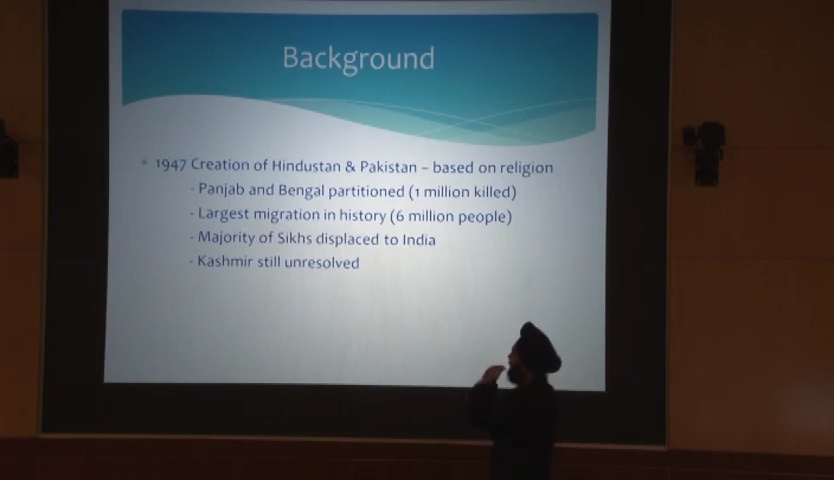 Background
• 1947 Creation of Hindustan & Pakistan – based on religion
- Panjab and Bengal partitioned (1 million killed)
- Largest migration in history (6 million people)
- Majority of Sikhs displaced to India
- Kashmir still unresolved